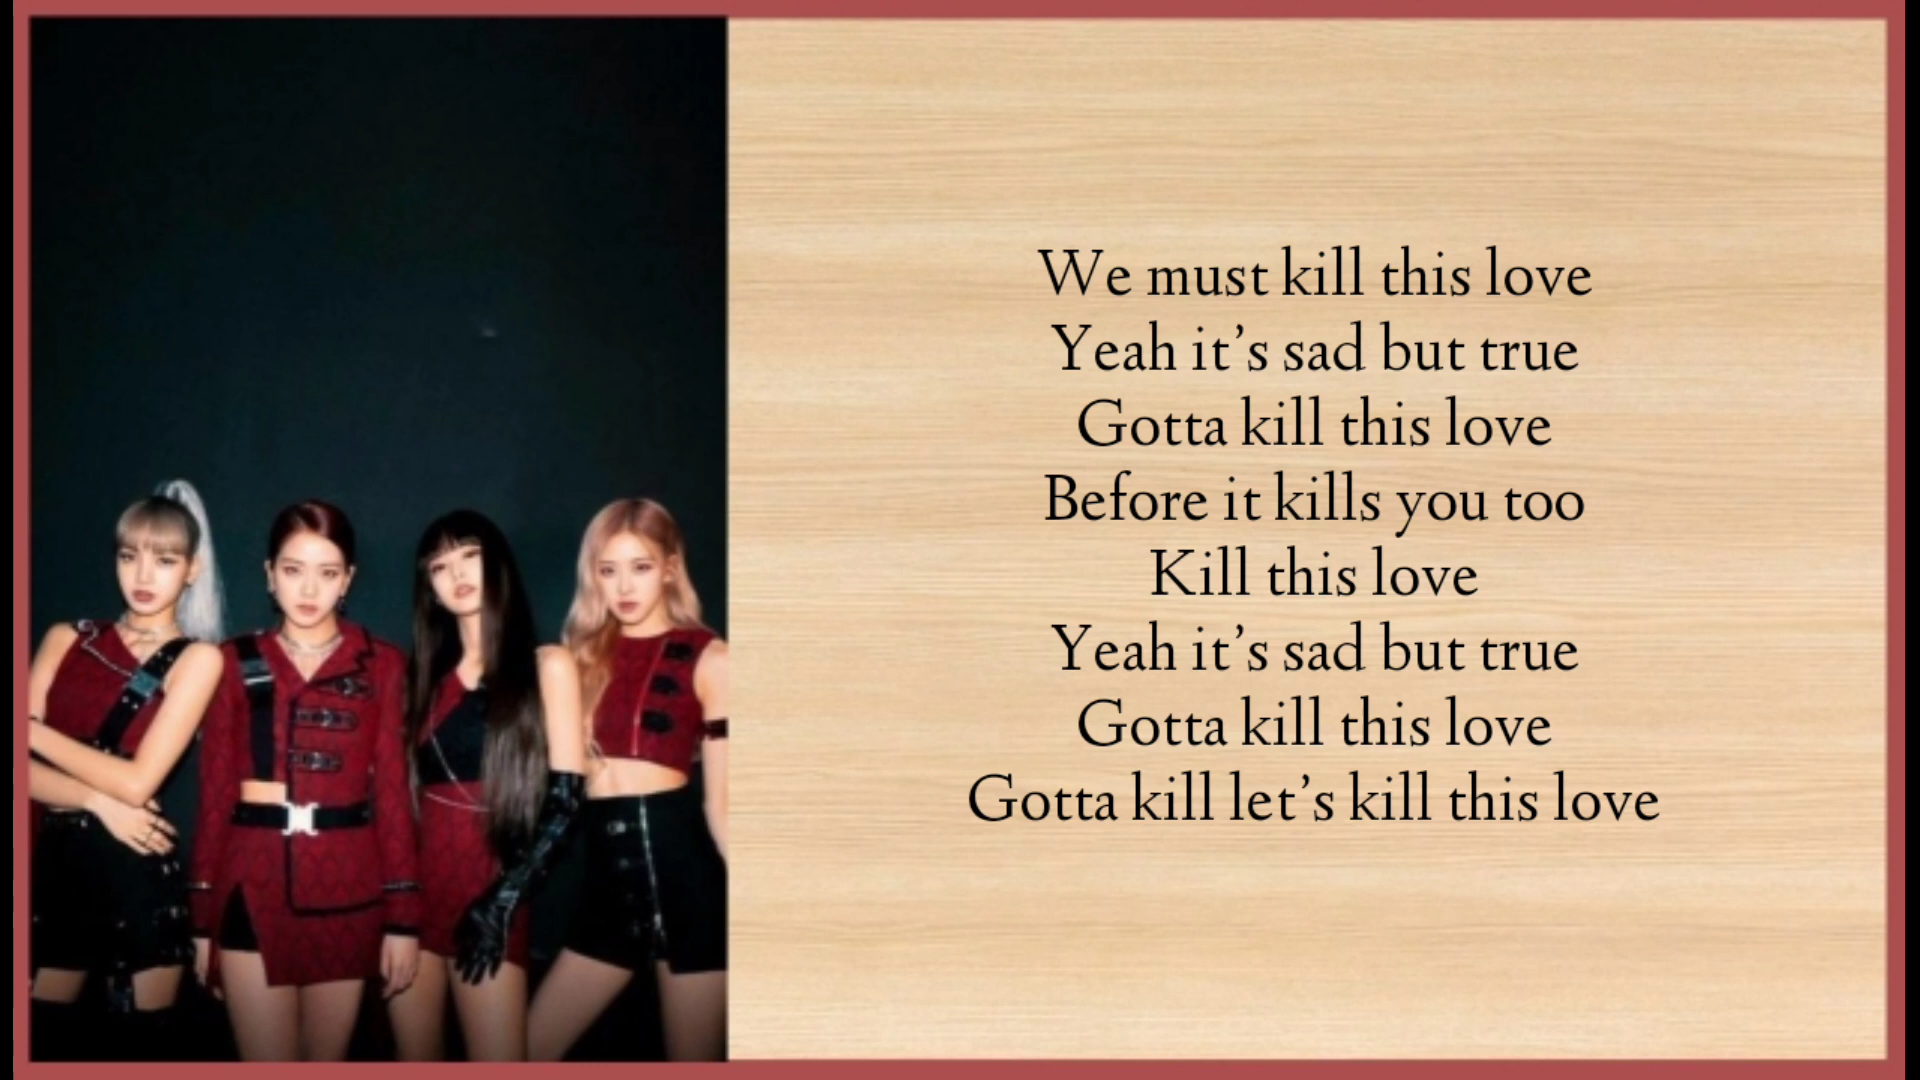 We must kill this love
Yeah it’s sad but true
Gotta kill this love
Before it kills you too
Kill this love
Yeah it’s sad but true
Gotta kill this love
Gotta kill let’s kill this love